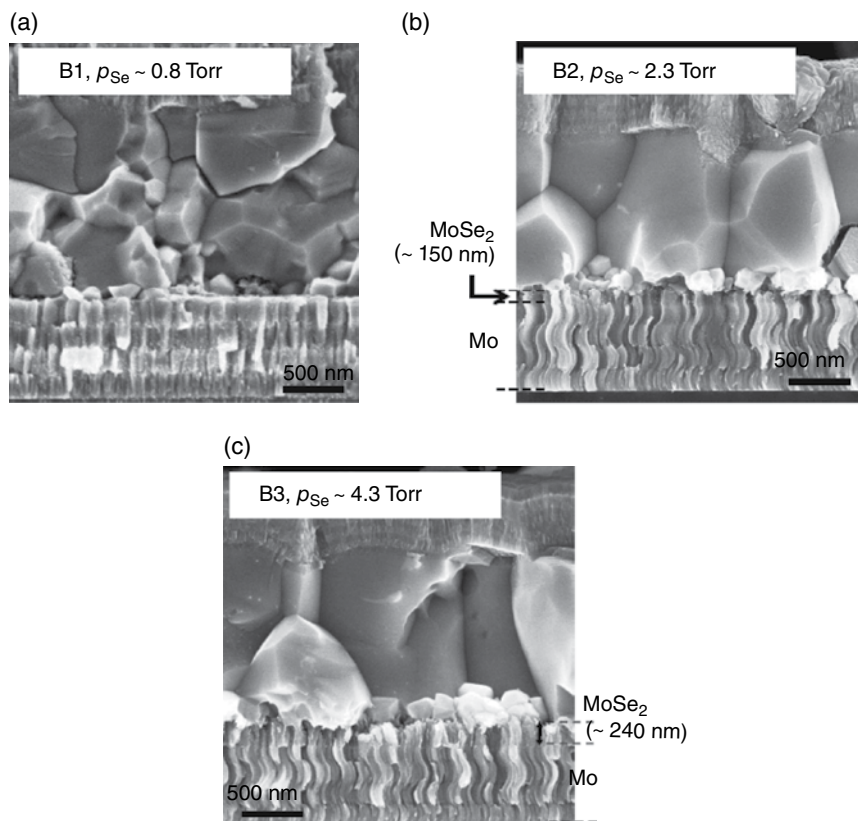 (a)
B1, pSe ~ 0.8 Torr
500 nm
(b)
B2, pSe ~ 2.3 Torr
MoSe2
(~ 150 nm)
Mo
500 nm
(c)
B3, pSe ~ 4.3 Torr
MoSe2
(~ 240 nm)
Mo
500 nm